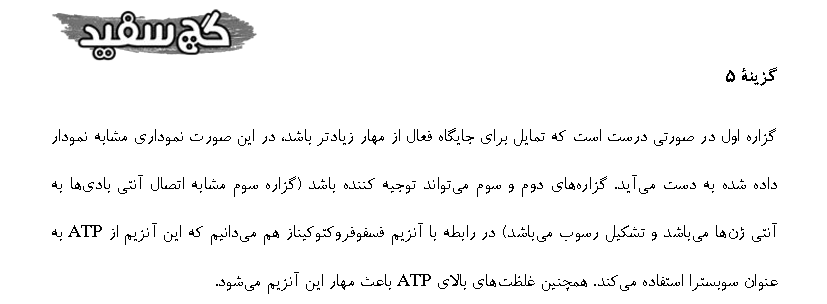 گچ سفید
گزینهٔ ۵
گزاره اول در صورتی درست است که تمایل برای جایگاه فعال از مهار زیادتر باشد، در این صورت نموداری مشابه نمودار
داده شده به دست می‌آید. گزاره‌های دوم و سوم می‌تواند توجیه کننده باشد (گزاره سوم مشابه اتصال آنتی بادی‌ها به
آنتی ژن‌ها می‌باشد و تشکیل رسوب می‌باشد) در رابطه با آنزیم فسفوفروکتوکیناز هم می‌دانیم که این آنزیم از ATP به
عنوان سوبسترا استفاده می‌کند. همچنین غلظت‌های بالای ATP باعث مهار این آنزیم می‌شود.